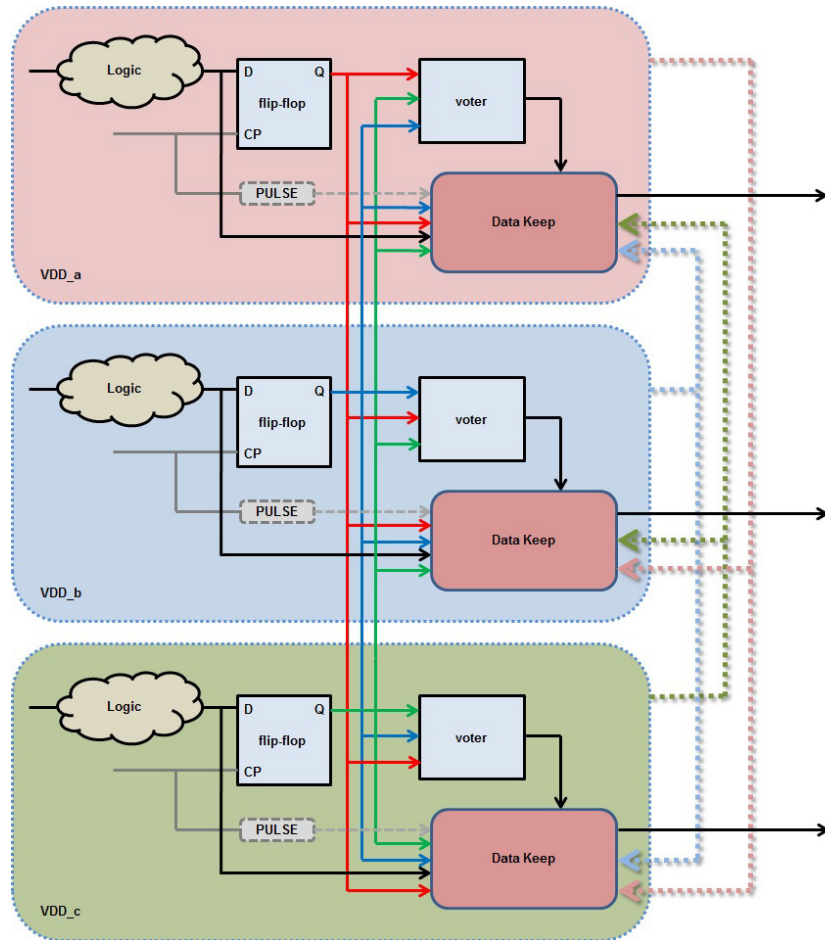 Logic
D
Q
flip-flop
CP
voter
PULSE
Data Keep
VDD_a
Logic
D
Q
flip-flop
CP
voter
PULSE
Data Keep
VDD_b
Logic
D
Q
flip-flop
CP
voter
PULSE
Data Keep
VDD_c